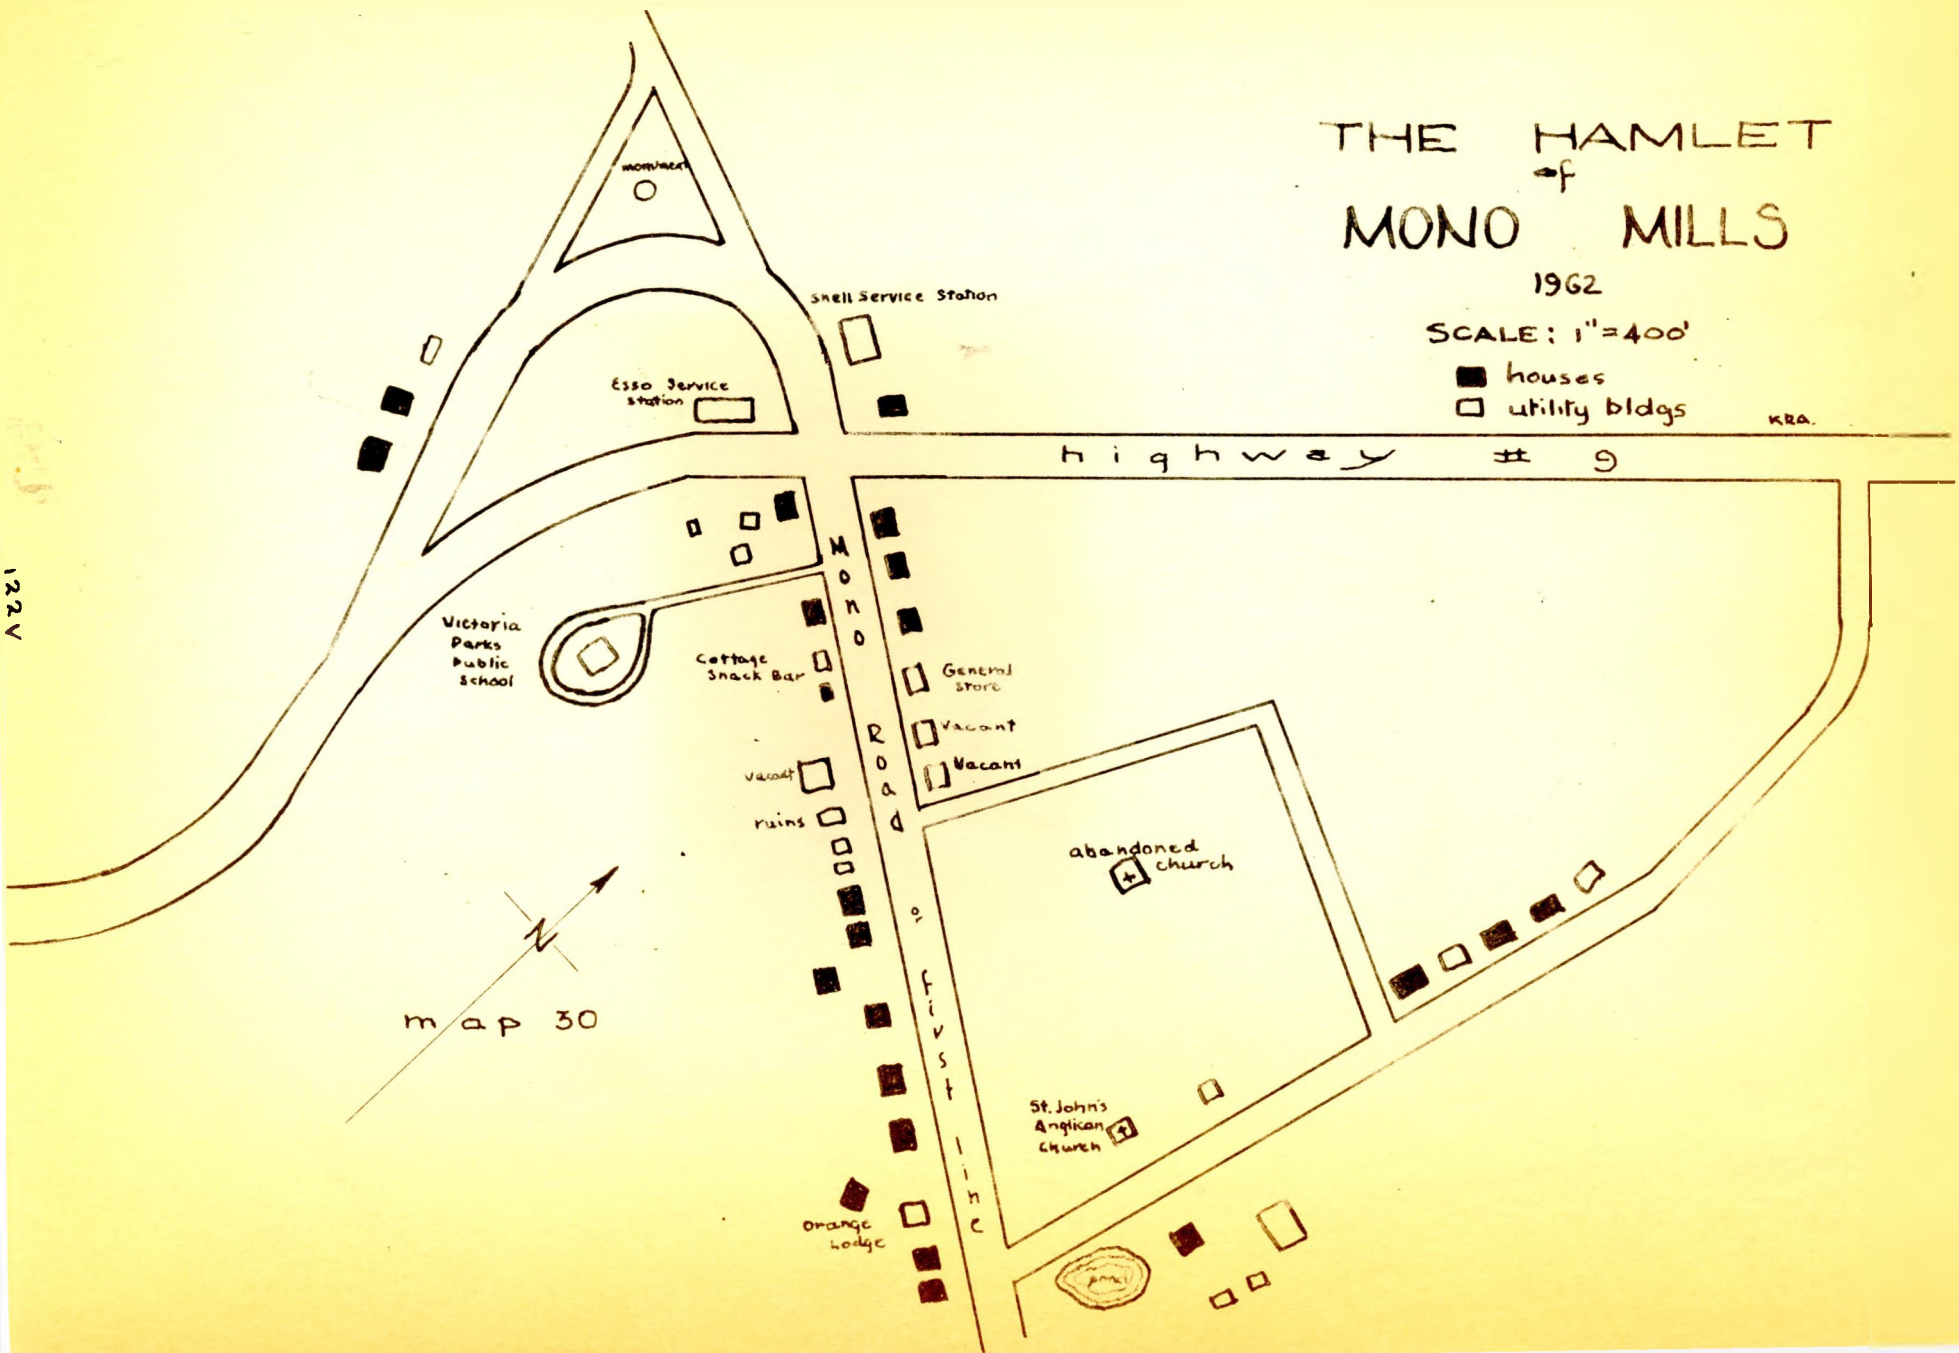 THE HAMLET
of
MONO MILLS
1962
SCALE: 1"=400'
houses
utility bldgs
KRA.
monument
Shell Service Station
Esso Service
Station
highway #9
Mono Road or first line
Victoria
Parks
Public
School
Cottage
Snack Bar
General
store
Vacant
Vacant
Vacant
ruins
abandoned
church
N
map 30
St. John's
Anglican
Church
Orange
Lodge
pond
122V